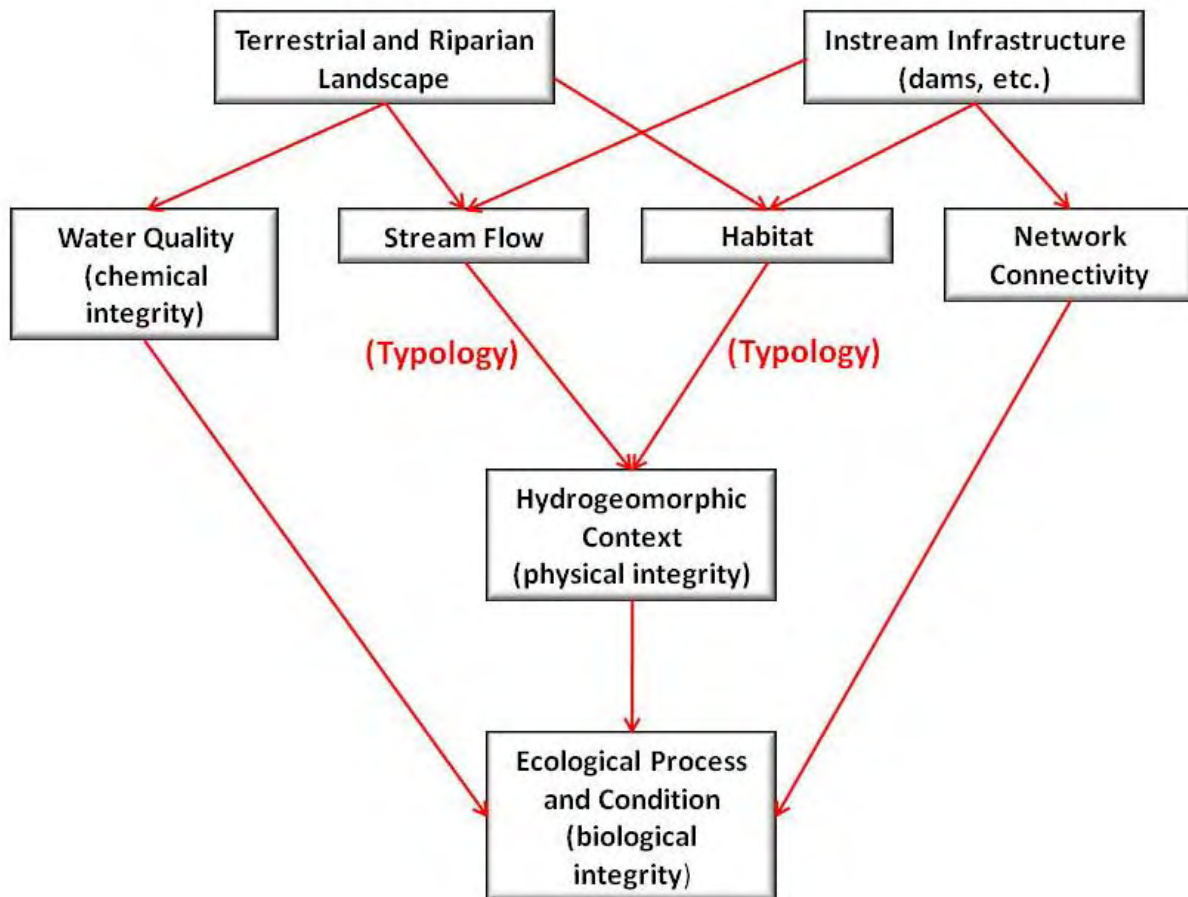 Terrestrial and Riparian
Landscape
Instream Infrastructure
(dams, etc.)
Water Quality
(chemical
integrity)
Stream Flow
Habitat
Network
Connectivity
(Typology)
(Typology)
Hydrogeomorphic
Context
(physical integrity)
Ecological Process
and Condition
(biological
integrity)